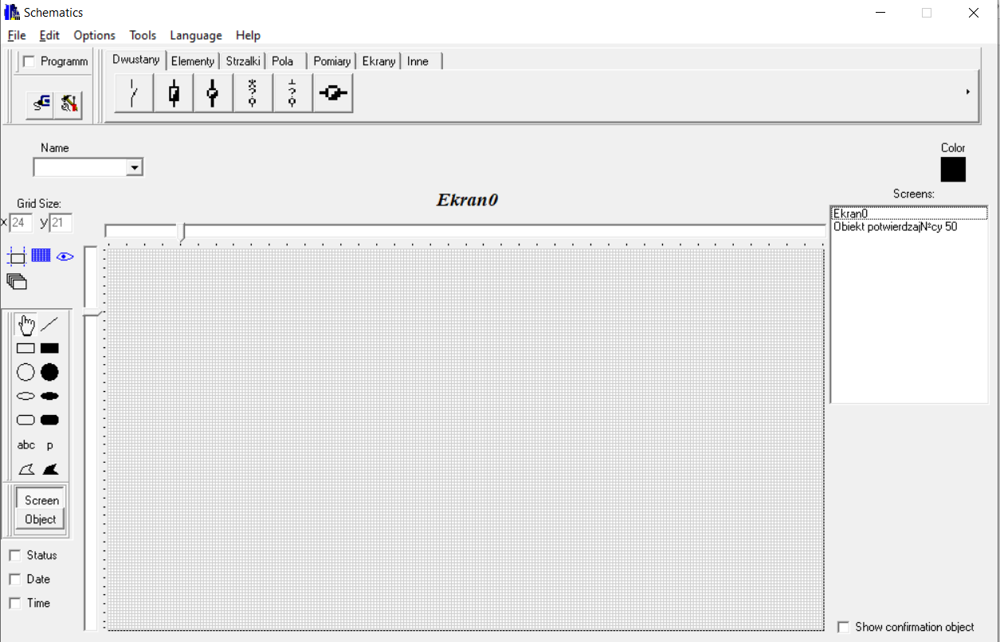 Schematics
File Edit Options Tools Language Help
Programm
Dwustany Elementy Strzalki Pola Pomiary Ekrany Inne
Name
Color
Ekran0
Screens:
Grid Size:
x 24 y 21
Ekran0
Obiekt potwierdzajNªcy 50
abc p
Screen
Object
Status
Date
Time
Show confirmation object